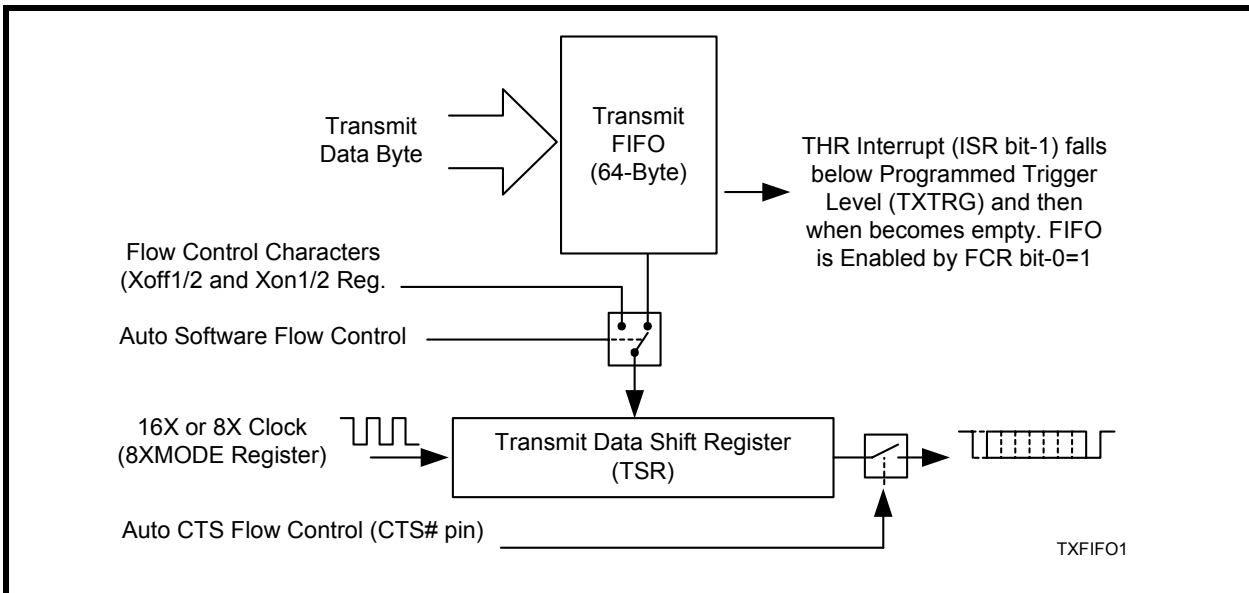 Transmit
Data Byte
Transmit
FIFO
(64-Byte)
THR Interrupt (ISR bit-1) falls
below Programmed Trigger
Level (TXTRG) and then
when becomes empty. FIFO
is Enabled by FCR bit-0=1
Flow Control Characters
(Xoff1/2 and Xon1/2 Reg.
Auto Software Flow Control
16X or 8X Clock
(8XMODE Register)
Transmit Data Shift Register
(TSR)
Auto CTS Flow Control (CTS# pin)
TXFIFO1